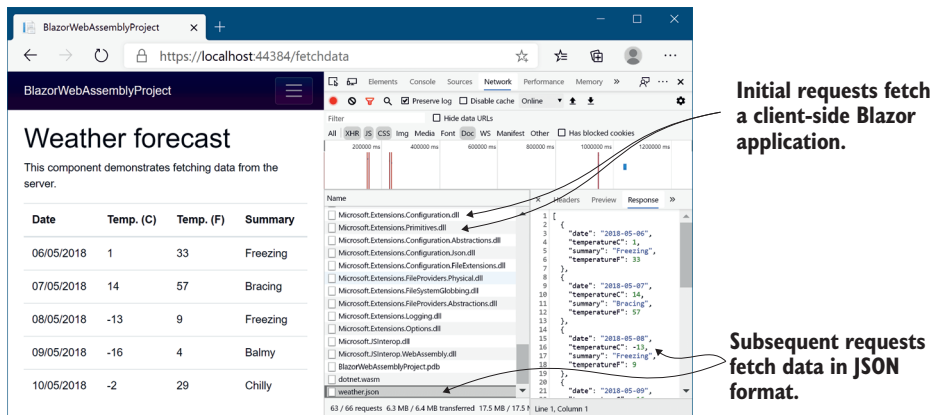 BlazorWebAssemblyProject
https://localhost:44384/fetchdata
BlazorWebAssemblyProject
Weather forecast
This component demonstrates fetching data from the
server.
Date Temp. (C) Temp. (F) Summary
06/05/2018 1 33 Freezing
07/05/2018 14 57 Bracing
08/05/2018 -13 9 Freezing
09/05/2018 -16 4 Balmy
10/05/2018 -2 29 Chilly
Elements Console Sources Network Performance Memory
Preserve log Disable cache Online
Filter Hide data URLs
All XHR JS CSS Img Media Font Doc WS Manifest Other Has blocked cookies
200000 ms 400000 ms 600000 ms 800000 ms 1000000 ms 1200000 ms
Name
Microsoft.Extensions.Configuration.dll
Microsoft.Extensions.Primitives.dll
Microsoft.Extensions.Configuration.Abstractions.dll
Microsoft.Extensions.Configuration.Json.dll
Microsoft.Extensions.Configuration.FileExtensions.dll
Microsoft.Extensions.FileProviders.Physical.dll
Microsoft.Extensions.FileSystemGlobbing.dll
Microsoft.Extensions.FileProviders.Abstractions.dll
Microsoft.Extensions.Logging.dll
Microsoft.Extensions.Options.dll
Microsoft.JSInterop.dll
Microsoft.JSInterop.WebAssembly.dll
BlazorWebAssemblyProject.pdb
dotnet.wasm
weather.json
63 / 66 requests 6.3 MB / 6.4 MB transferred 17.5 MB / 17.5
Headers Preview Response
1 [
2 {
3 "date": "2018-05-06",
4 "temperatureC": 1,
5 "summary": "Freezing",
6 "temperatureF": 33
7 },
8 {
9 "date": "2018-05-07",
10 "temperatureC": 14,
11 "summary": "Bracing",
12 "temperatureF": 57
13 },
14 {
15 "date": "2018-05-08",
16 "temperatureC": -13,
17 "summary": "Freezing",
18 "temperatureF": 9
19 },
20 {
21 "date": "2018-05-09",
Line 1, Column 1
Initial requests fetch
a client-side Blazor
application.
Subsequent requests
fetch data in JSON
format.